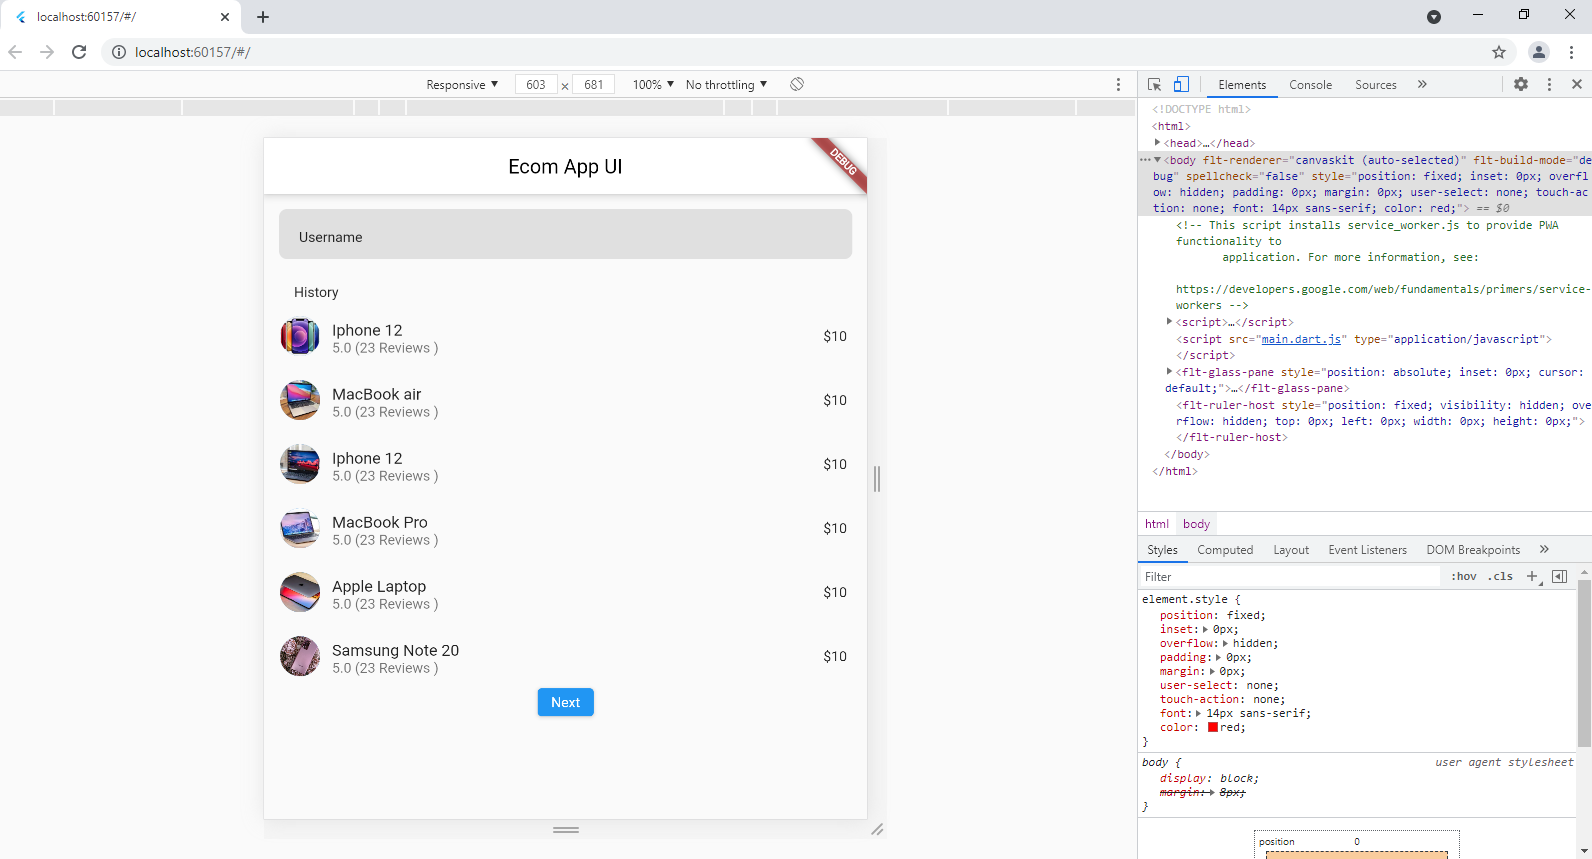 localhost:60157/#/
localhost:60157/#/
Responsive ▼ 603 × 681 100% ▼ No throttling ▼
Ecom App UI
DEBUG
Username
History
Iphone 12
5.0 (23 Reviews )
$10
MacBook air
5.0 (23 Reviews )
$10
Iphone 12
5.0 (23 Reviews )
$10
MacBook Pro
5.0 (23 Reviews )
$10
Apple Laptop
5.0 (23 Reviews )
$10
Samsung Note 20
5.0 (23 Reviews )
$10
Next
Elements Console Sources »
<!DOCTYPE html>
<html>
<head>…</head>
<body flt-renderer="canvaskit (auto-selected)" flt-build-mode="de
bug" spellcheck="false" style="position: fixed; inset: 0px; overfl
ow: hidden; padding: 0px; margin: 0px; user-select: none; touch-ac
tion: none; font: 14px sans-serif; color: red;"> == $0
<!-- This script installs service_worker.js to provide PWA
functionality to
application. For more information, see:
https://developers.google.com/web/fundamentals/primers/service-
workers -->
<script>…</script>
<script src="main.dart.js" type="application/javascript">
</script>
<flt-glass-pane style="position: absolute; inset: 0px; cursor:
default;">…</flt-glass-pane>
<flt-ruler-host style="position: fixed; visibility: hidden; ove
rflow: hidden; top: 0px; left: 0px; width: 0px; height: 0px;">
</flt-ruler-host>
</body>
</html>
html body
Styles Computed Layout Event Listeners DOM Breakpoints »
Filter :hov .cls +
element.style {
position: fixed;
inset: 0px;
overflow: hidden;
padding: 0px;
margin: 0px;
user-select: none;
touch-action: none;
font: 14px sans-serif;
color: red;
}
body { user agent stylesheet
display: block;
margin: 8px;
}
position 0